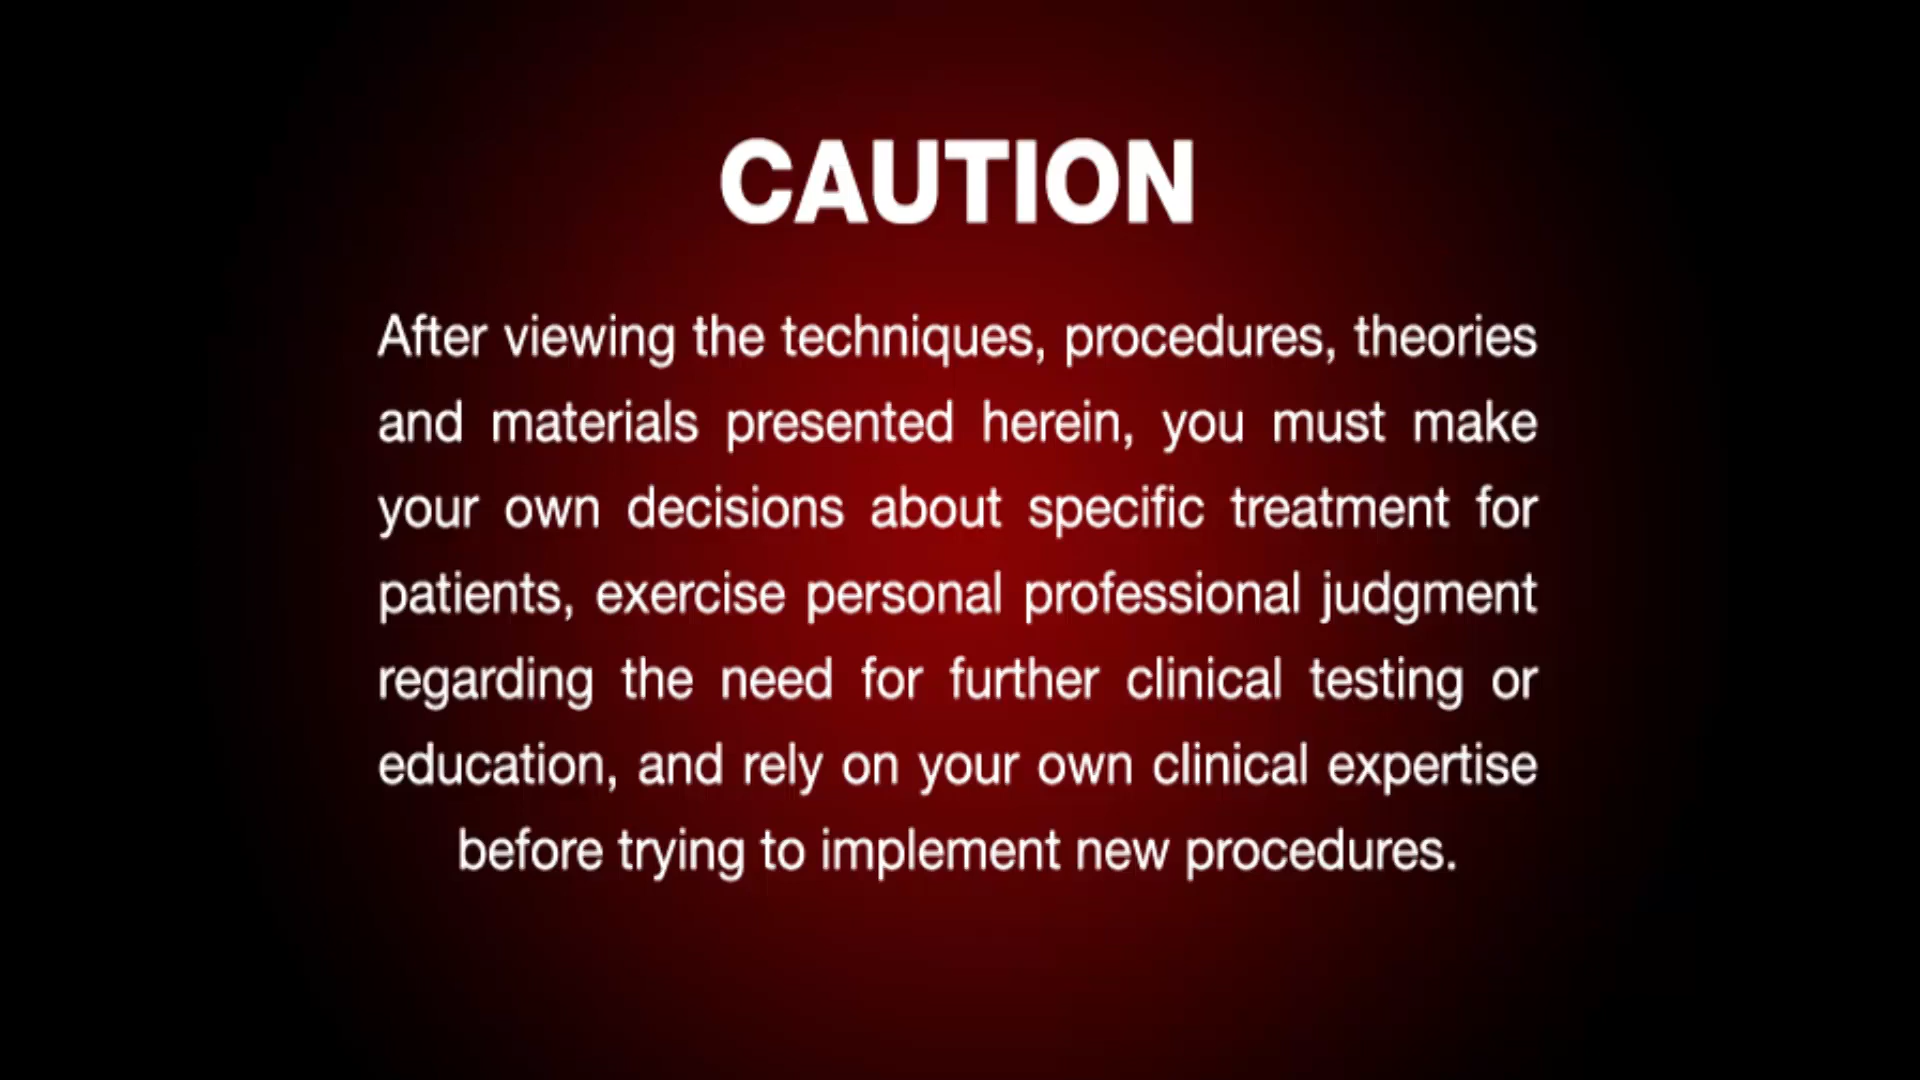 CAUTION
After viewing the techniques, procedures, theories
and materials presented herein, you must make
your own decisions about specific treatment for
patients, exercise personal professional judgment
regarding the need for further clinical testing or
education, and rely on your own clinical expertise
before trying to implement new procedures.